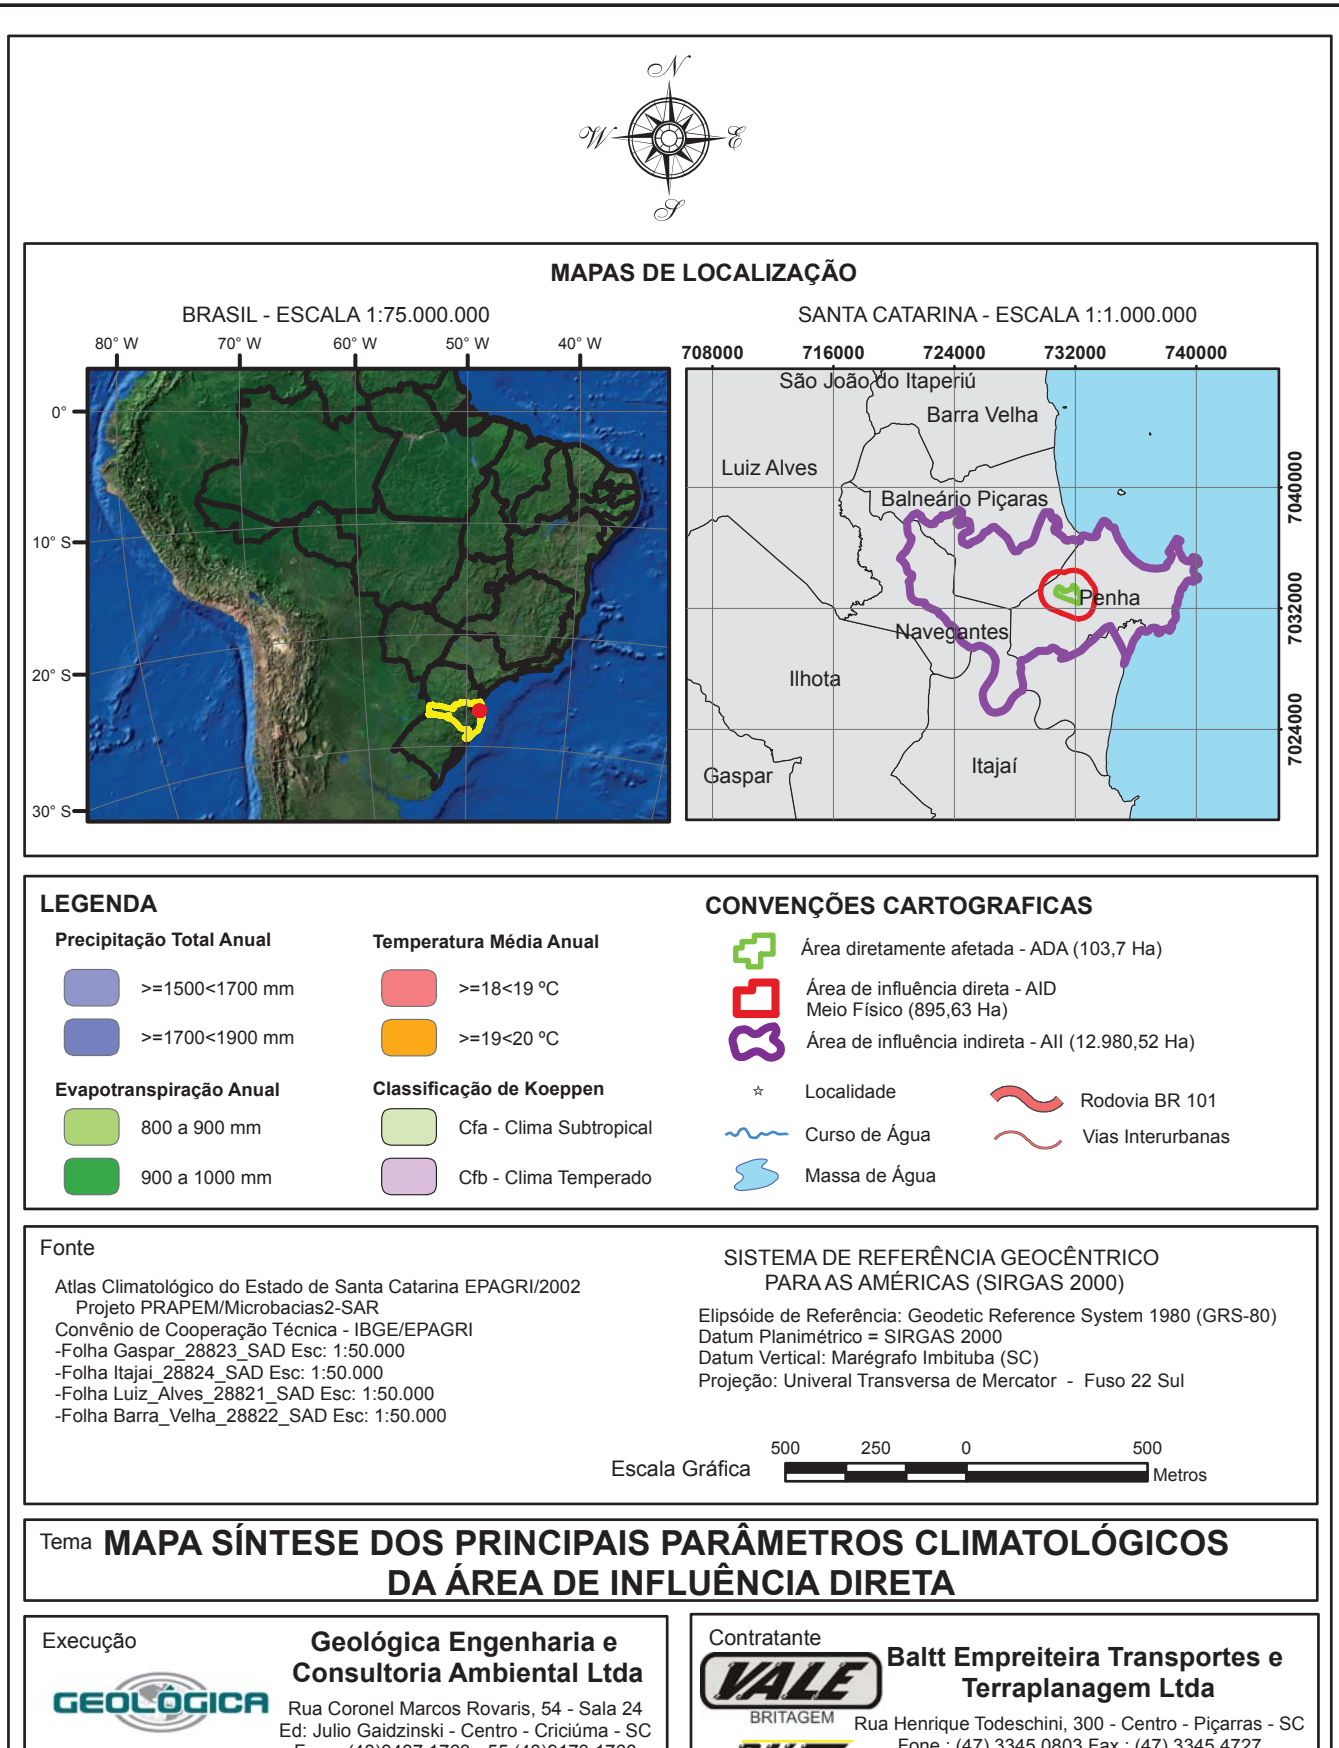 N
W
E
S
MAPAS DE LOCALIZAÇÃO
BRASIL - ESCALA 1:75.000.000
80° W 70° W 60° W 50° W 40° W
0°
10° S
20° S
30° S
SANTA CATARINA - ESCALA 1:1.000.000
708000 716000 724000 732000 740000
São João do Itaperiú
Barra Velha
Luiz Alves
Balneário Piçaras
Penha
Navegantes
Ilhota
Itajaí
Gaspar
7040000
7032000
7024000
LEGENDA
Precipitação Total Anual
>=1500<1700 mm
>=1700<1900 mm
Evapotranspiração Anual
800 a 900 mm
900 a 1000 mm
Temperatura Média Anual
>=18<19 ºC
>=19<20 ºC
Classificação de Koeppen
Cfa - Clima Subtropical
Cfb - Clima Temperado
CONVENÇÕES CARTOGRAFICAS
Área diretamente afetada - ADA (103,7 Ha)
Área de influência direta - AID
Meio Físico (895,63 Ha)
Área de influência indireta - AII (12.980,52 Ha)
Localidade
Curso de Água
Massa de Água
Rodovia BR 101
Vias Interurbanas
Fonte
Atlas Climatológico do Estado de Santa Catarina EPAGRI/2002
Projeto PRAPEM/Microbacias2-SAR
Convênio de Cooperação Técnica - IBGE/EPAGRI
-Folha Gaspar_28823_SAD Esc: 1:50.000
-Folha Itajai_28824_SAD Esc: 1:50.000
-Folha Luiz_Alves_28821_SAD Esc: 1:50.000
-Folha Barra_Velha_28822_SAD Esc: 1:50.000
SISTEMA DE REFERÊNCIA GEOCÊNTRICO
PARA AS AMÉRICAS (SIRGAS 2000)
Elipsóide de Referência: Geodetic Reference System 1980 (GRS-80)
Datum Planimétrico = SIRGAS 2000
Datum Vertical: Marégrafo Imbituba (SC)
Projeção: Univeral Transversa de Mercator - Fuso 22 Sul
Escala Gráfica
500 250 0 500
Metros
Tema MAPA SÍNTESE DOS PRINCIPAIS PARÂMETROS CLIMATOLÓGICOS
DA ÁREA DE INFLUÊNCIA DIRETA
Execução
GEOLÓGICA
Geológica Engenharia e
Consultoria Ambiental Ltda
Rua Coronel Marcos Rovaris, 54 - Sala 24
Ed: Julio Gaidzinski - Centro - Criciúma - SC
Contratante
VALE
BRITAGEM
Baltt Empreiteira Transportes e
Terraplanagem Ltda
Rua Henrique Todeschini, 300 - Centro - Piçarras - SC
Fone : (47) 3345 0803 Fax : (47) 3345 4727